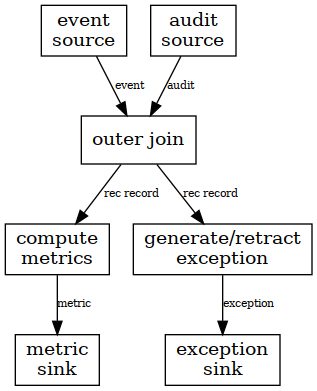 event
source
audit
source
event
audit
outer join
rec record
rec record
compute
metrics
generate/retract
exception
metric
exception
metric
sink
exception
sink